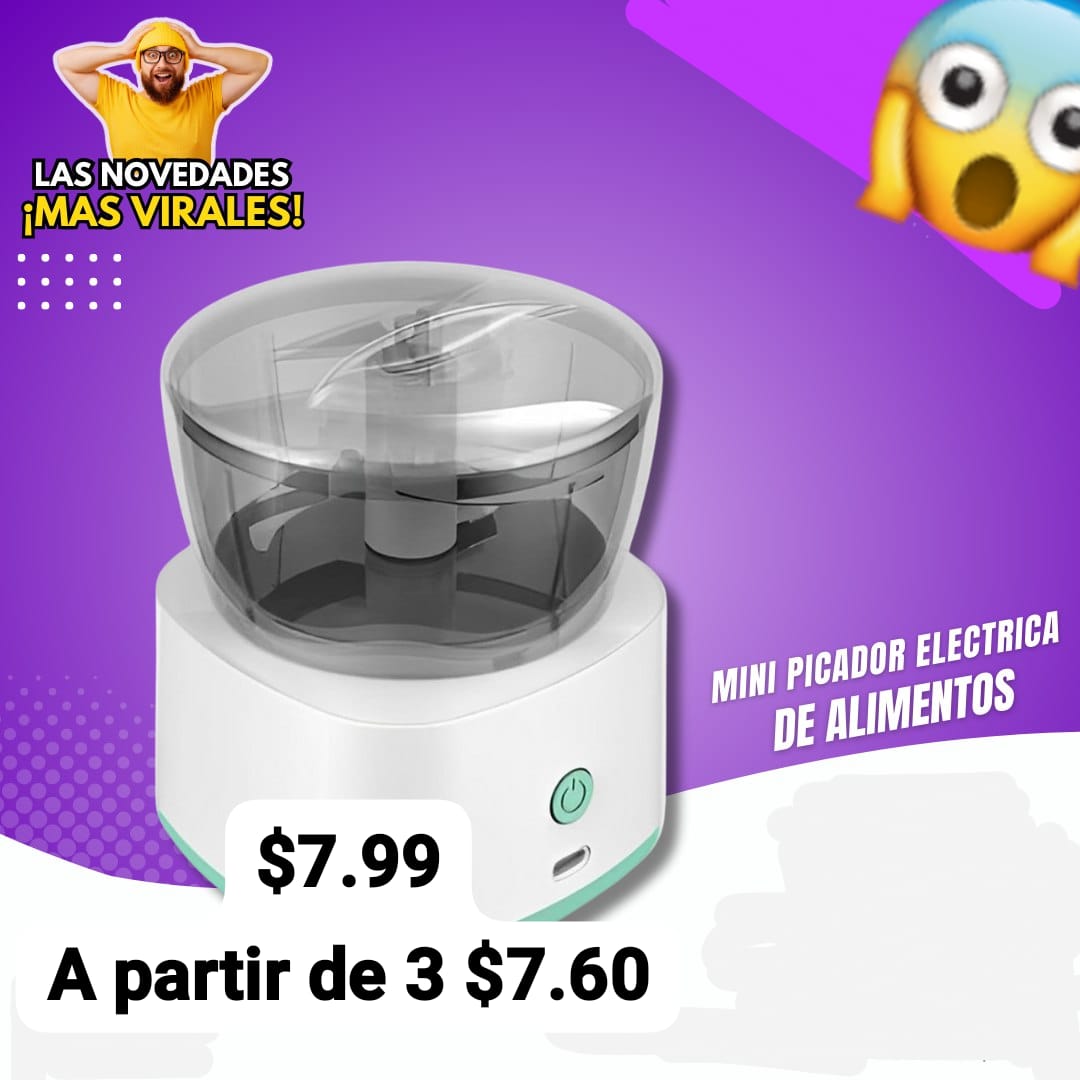 LAS NOVEDADES
¡MAS VIRALES!
MINI PICADOR ELECTRICA
DE ALIMENTOS
$7.99
A partir de 3 $7.60